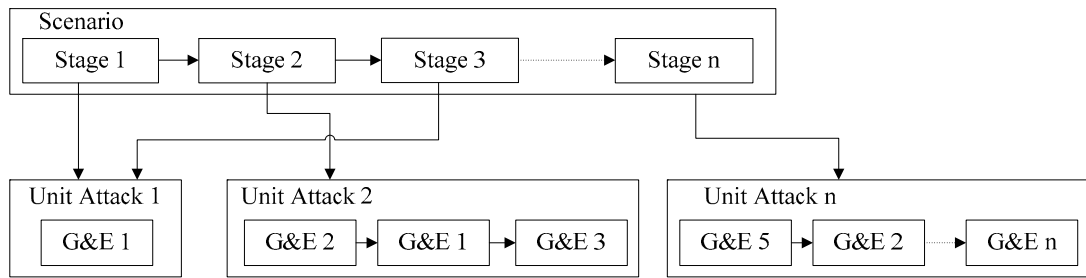 Scenario
Stage 1
Stage 2
Stage 3
Stage n
Unit Attack 1
G&E 1
Unit Attack 2
G&E 2
G&E 1
G&E 3
Unit Attack n
G&E 5
G&E 2
G&E n